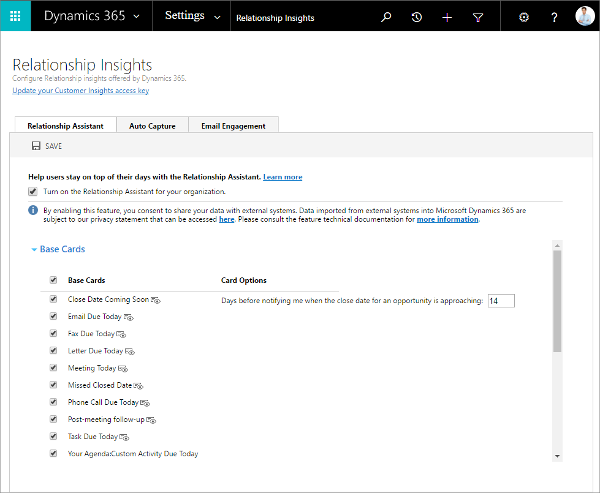 Dynamics 365 Settings Relationship Insights ?
Relationship Insights
Configure Relationship insights offered by Dynamics 365.
Update your Customer Insights access key
Relationship Assistant Auto Capture Email Engagement
SAVE
Help users stay on top of their days with the Relationship Assistant. Learn more
Turn on the Relationship Assistant for your organization.
By enabling this feature, you consent to share your data with external systems. Data imported from external systems into Microsoft Dynamics 365 are
subject to our privacy statement that can be accessed here. Please consult the feature technical documentation for more information.
Base Cards
Base Cards Card Options
Close Date Coming Soon Days before notifying me when the close date for an opportunity is approaching: 14
Email Due Today
Fax Due Today
Letter Due Today
Meeting Today
Missed Closed Date
Phone Call Due Today
Post-meeting follow-up
Task Due Today
Your Agenda:Custom Activity Due Today